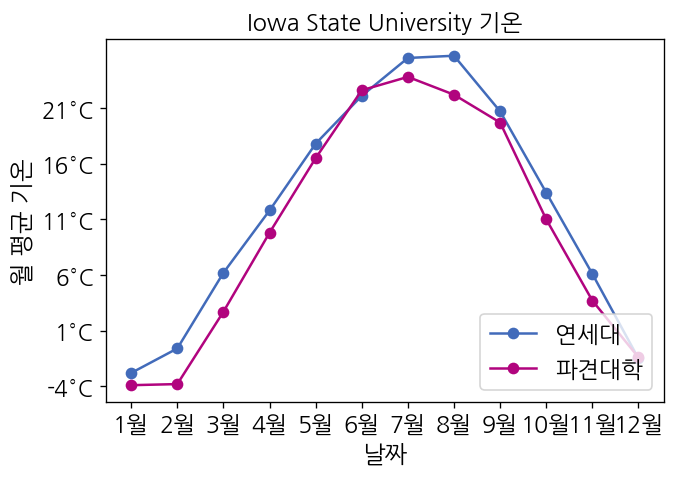 Iowa State University 기온
월 평균 기온
21°C
16°C
11°C
6°C
1°C
-4°C
연세대
파견대학
1월 2월 3월 4월 5월 6월 7월 8월 9월 10월 11월 12월
날짜